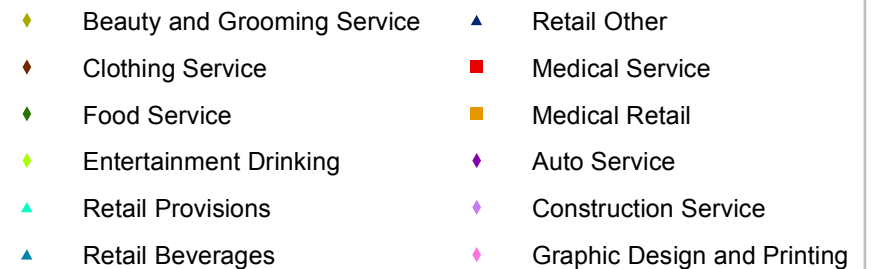 Beauty and Grooming Service
Clothing Service
Food Service
Entertainment Drinking
Retail Provisions
Retail Beverages
Retail Other
Medical Service
Medical Retail
Auto Service
Construction Service
Graphic Design and Printing